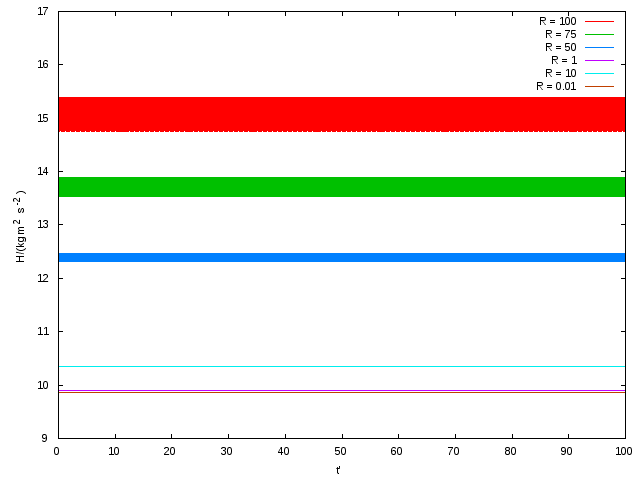 17
16
15
14
13
12
11
10
9
H/(kg m² s⁻²)
R = 100
R = 75
R = 50
R = 1
R = 10
R = 0.01
0 10 20 30 40 50 60 70 80 90 100
t'